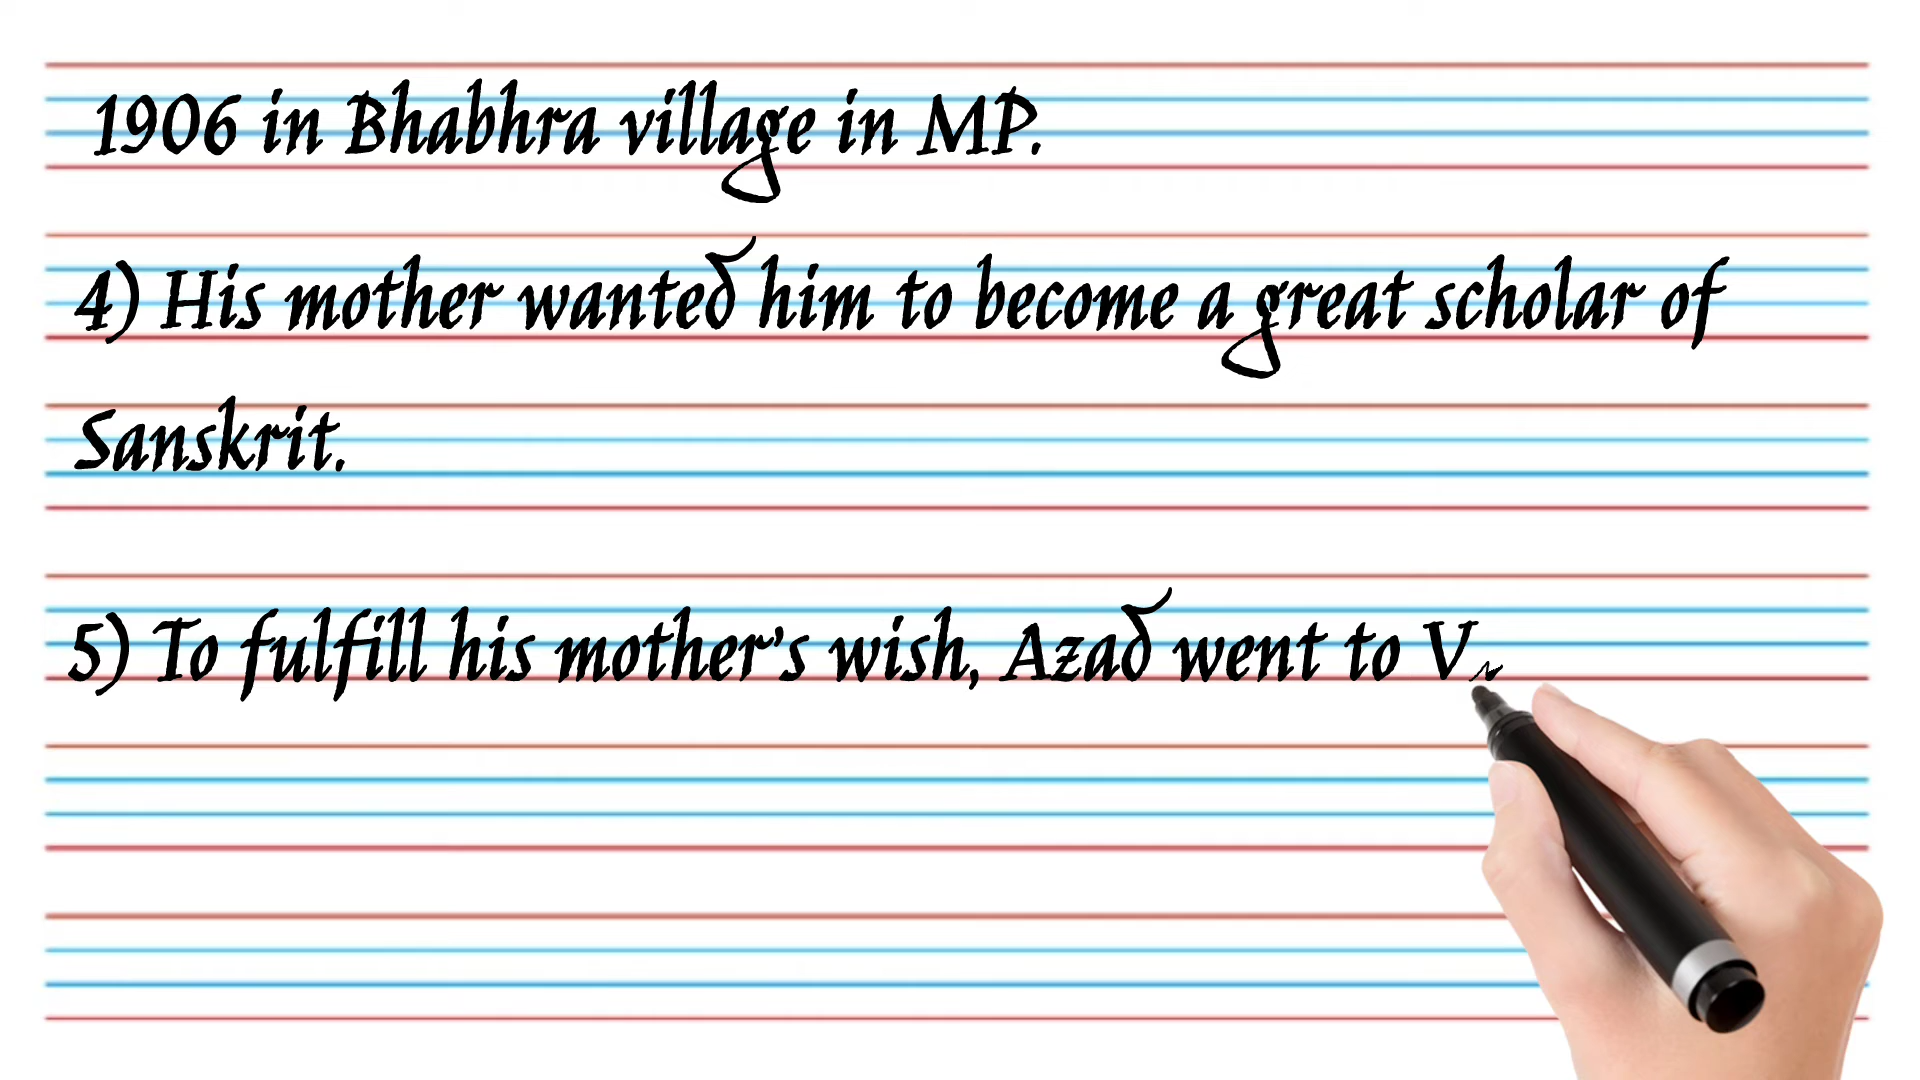 1906 in Bhabhra village in MP.
4) His mother wanted him to become a great scholar of
Sanskrit.
5) To fulfill his mother's wish, Azad went to V